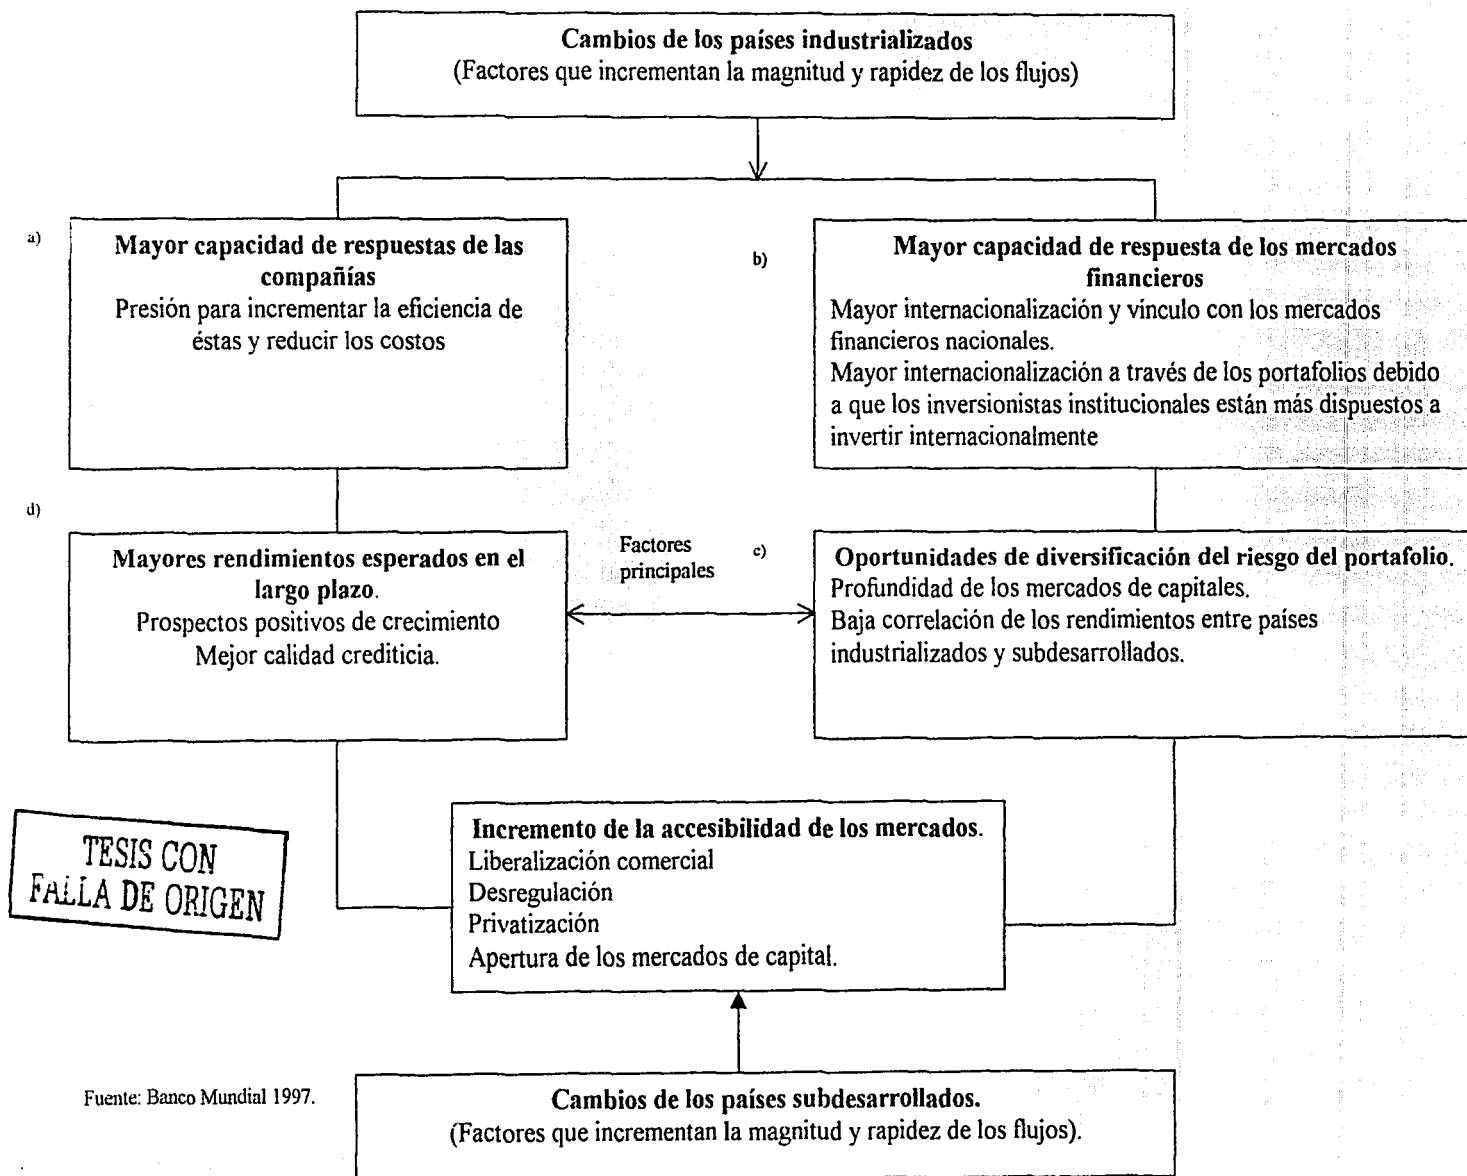 Cambios de los países industrializados
(Factores que incrementan la magnitud y rapidez de los flujos)
a)
Mayor capacidad de respuestas de las
compañías
Presión para incrementar la eficiencia de
éstas y reducir los costos
b)
Mayor capacidad de respuesta de los mercados
financieros
Mayor internacionalización y vínculo con los mercados
financieros nacionales.
Mayor internacionalización a través de los portafolios debido
a que los inversionistas institucionales están más dispuestos a
invertir internacionalmente
d)
Mayores rendimientos esperados en el
largo plazo.
Prospectos positivos de crecimiento
Mejor calidad crediticia.
Factores
principales
c)
Oportunidades de diversificación del riesgo del portafolio.
Profundidad de los mercados de capitales.
Baja correlación de los rendimientos entre países
industrializados y subdesarrollados.
TESIS CON
FALLA DE ORIGEN
Incremento de la accesibilidad de los mercados.
Liberalización comercial
Desregulación
Privatización
Apertura de los mercados de capital.
Fuente: Banco Mundial 1997.
Cambios de los países subdesarrollados.
(Factores que incrementan la magnitud y rapidez de los flujos).